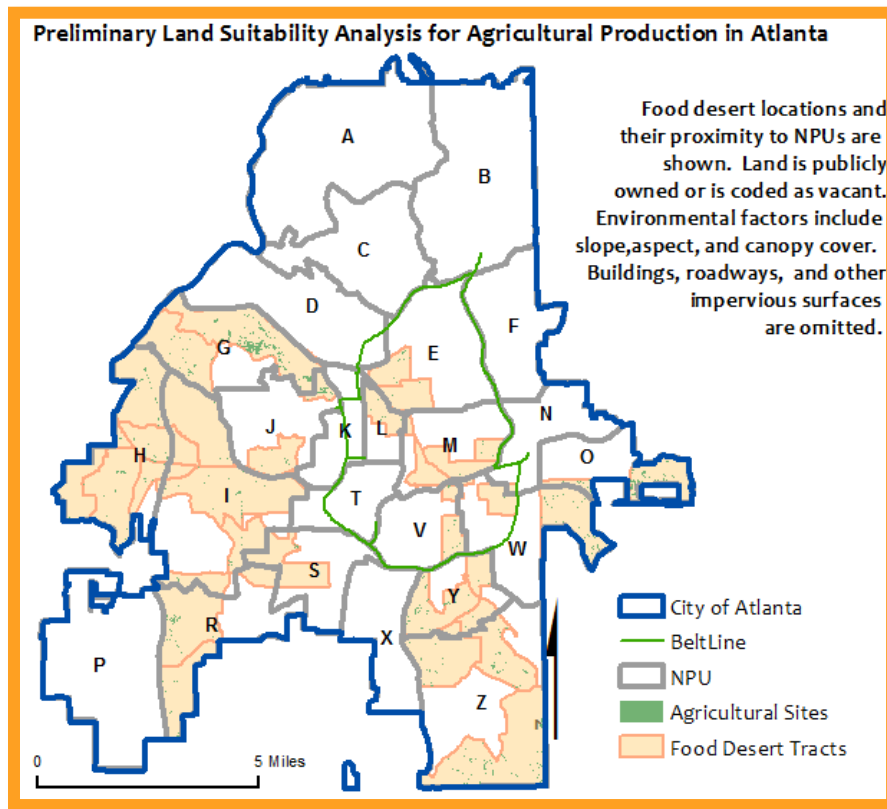 Preliminary Land Suitability Analysis for Agricultural Production in Atlanta
Food desert locations and
their proximity to NPUs are
shown. Land is publicly
owned or is coded as vacant.
Environmental factors include
slope,aspect, and canopy cover.
Buildings, roadways, and other
impervious surfaces
are omitted.
A
B
C
D
F
E
G
N
J
K
L
M
O
H
I
T
V
W
S
Y
R
X
P
Z
City of Atlanta
BeltLine
NPU
Agricultural Sites
Food Desert Tracts
0
5 Miles